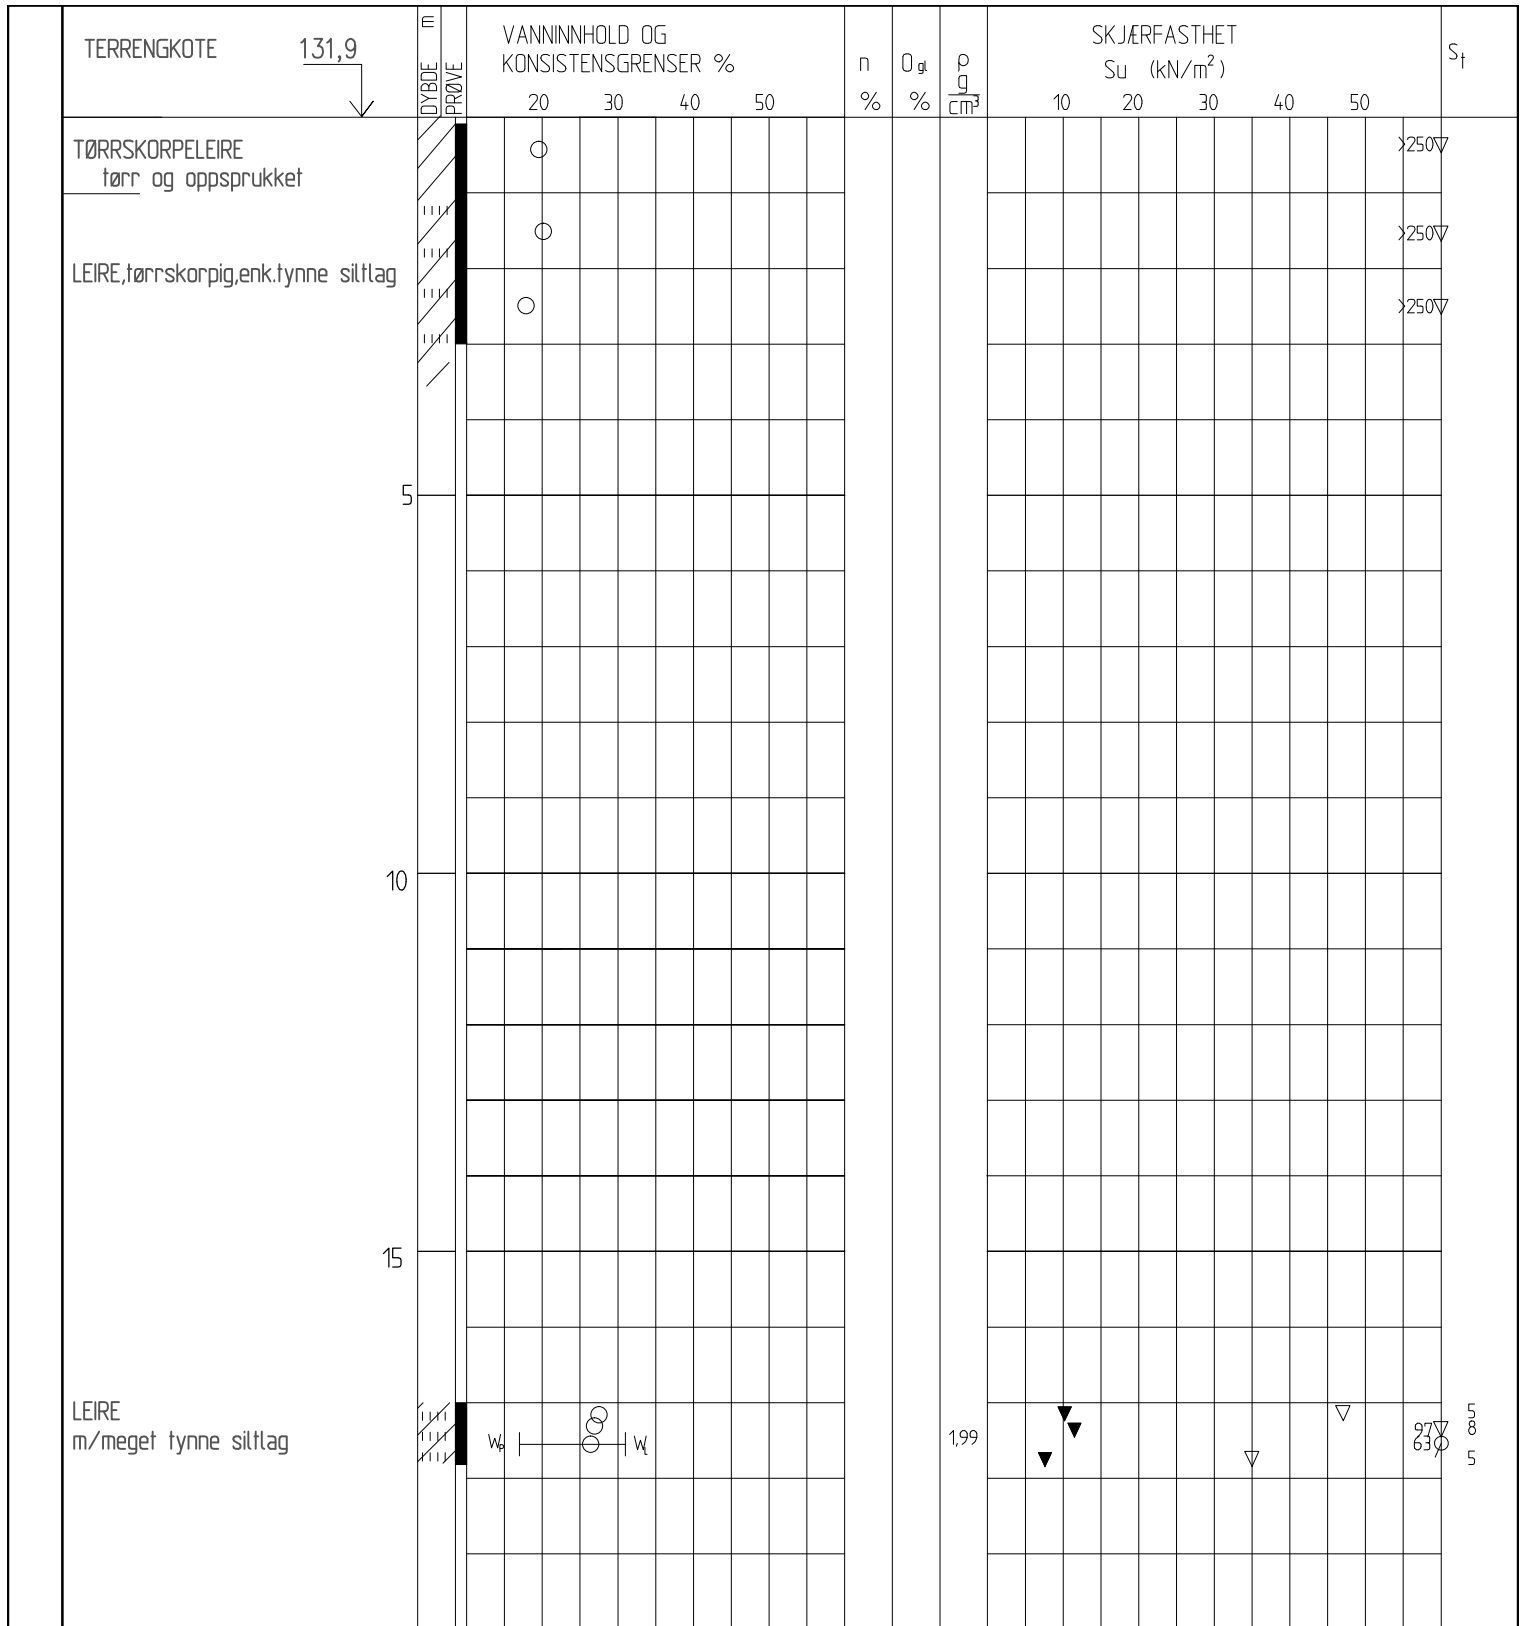 TERRENGKOTE 131,9
m
DYBDE
PRØVE
VANNINNHOLD OG
KONSISTENSGRENSER %
20 30 40 50
n
%
O gl
%
ρ
g
cm³
SKJÆRFASTHET
Su (kN/m²)
10 20 30 40 50
St
TØRRSKORPELEIRE
tørr og oppsprukket
>250
>250
LEIRE,tørrskorpig,enk.tynne siltlag
>250
5
10
15
LEIRE
m/meget tynne siltlag
Wp
WL
1,99
5
97 8
63
5